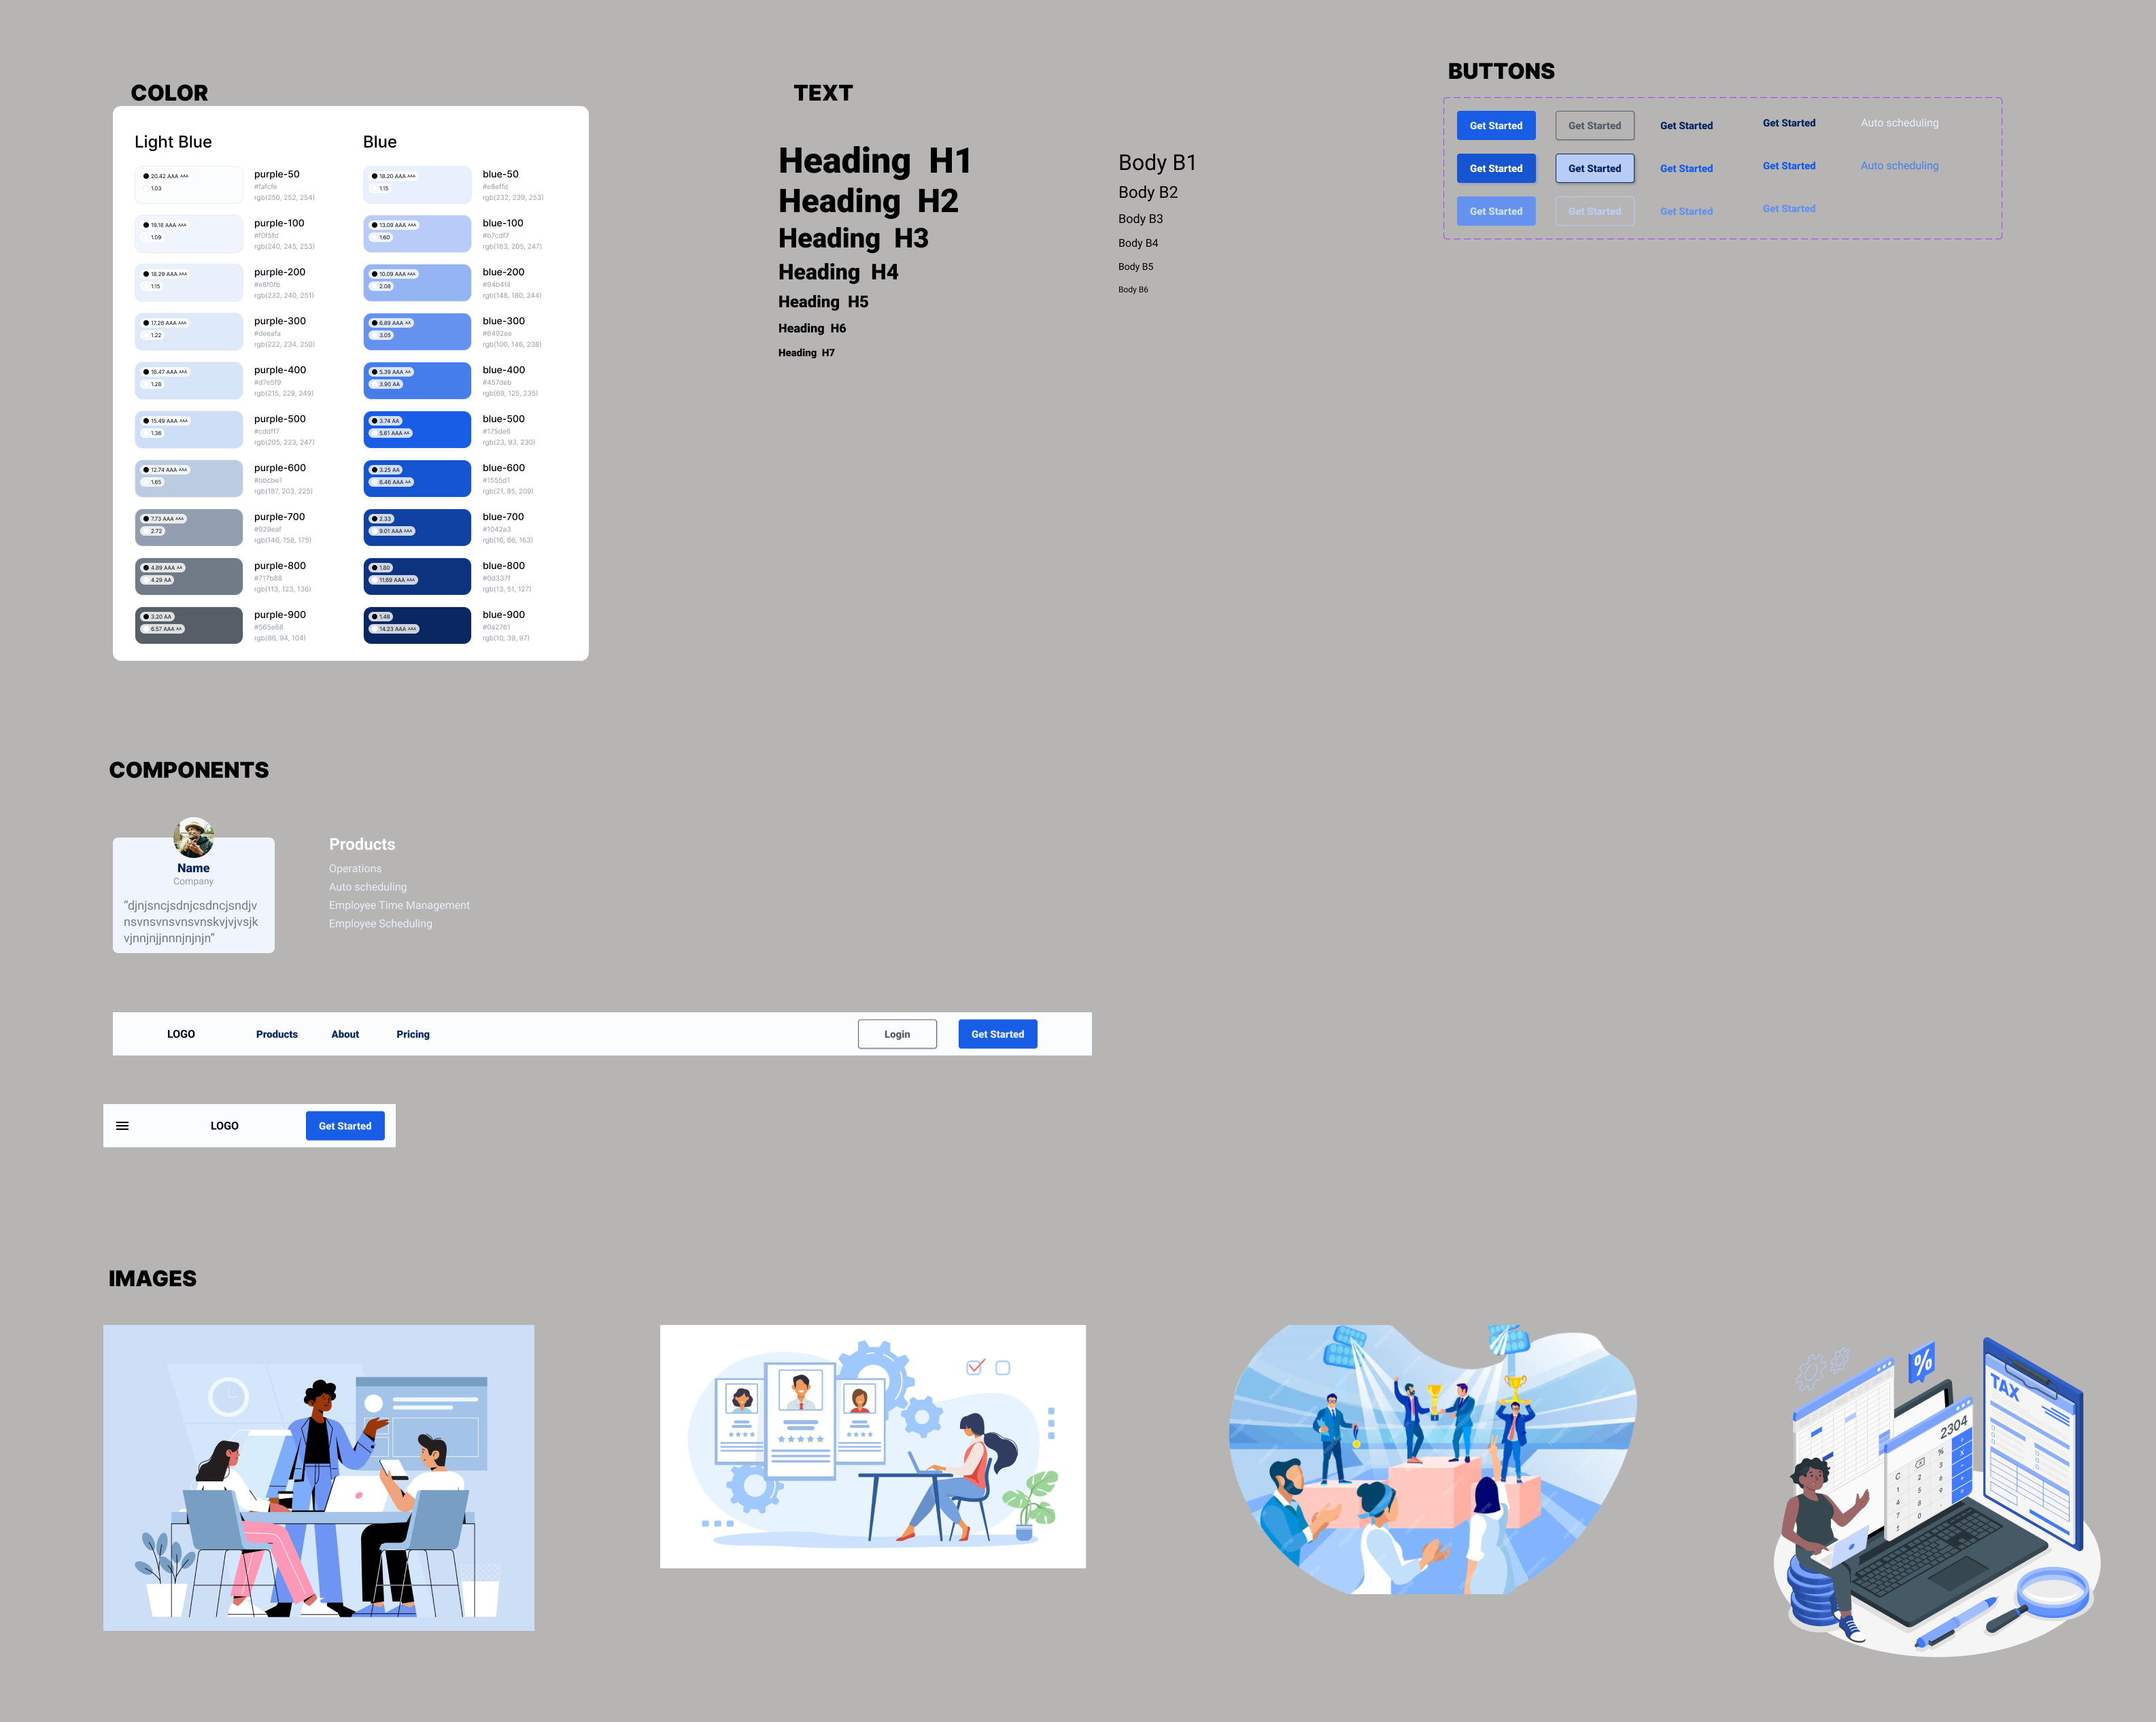 COLOR
Light Blue
20.42 AAA AAA
1.03
purple-50
#fafcfe
rgb(250, 252, 254)
19.18 AAA AAA
1.09
purple-100
#f0f5fd
rgb(240, 245, 253)
18.29 AAA AAA
1.15
purple-200
#e8f0fb
rgb(232, 240, 251)
17.26 AAA AAA
1.22
purple-300
#deeafa
rgb(222, 234, 250)
16.47 AAA AAA
1.28
purple-400
#d7e5f9
rgb(215, 229, 249)
15.49 AAA AAA
1.36
purple-500
#cddff7
rgb(205, 223, 247)
12.74 AAA AAA
1.65
purple-600
#bbcbe1
rgb(187, 203, 225)
7.73 AAA AAA
2.72
purple-700
#929eaf
rgb(146, 158, 175)
4.89 AAA AA
4.29 AA
purple-800
#717b88
rgb(113, 123, 136)
3.20 AA
6.57 AAA AA
purple-900
#565e68
rgb(86, 94, 104)
Blue
18.20 AAA AAA
1.15
blue-50
#e8effd
rgb(232, 239, 253)
13.09 AAA AAA
1.60
blue-100
#b7cdf7
rgb(183, 205, 247)
10.09 AAA AAA
2.08
blue-200
#94b4f4
rgb(148, 180, 244)
6.89 AAA AA
3.05
blue-300
#6492ee
rgb(100, 146, 238)
5.39 AAA AA
3.90 AA
blue-400
#457deb
rgb(69, 125, 235)
3.74 AA
5.61 AAA AA
blue-500
#175de6
rgb(23, 93, 230)
3.25 AA
6.46 AAA AA
blue-600
#1555d1
rgb(21, 85, 209)
2.33
9.01 AAA AAA
blue-700
#1042a3
rgb(16, 66, 163)
1.80
11.69 AAA AAA
blue-800
#0d337f
rgb(13, 51, 127)
1.48
14.23 AAA AAA
blue-900
#0a2761
rgb(10, 39, 97)
TEXT
Heading H1
Heading H2
Heading H3
Heading H4
Heading H5
Heading H6
Heading H7
Body B1
Body B2
Body B3
Body B4
Body B5
Body B6
BUTTONS
Get Started Get Started Get Started Get Started Auto scheduling
Get Started Get Started Get Started Get Started Auto scheduling
Get Started Get Started Get Started Get Started
COMPONENTS
Name
Company
“djnjsncjsdnjcsdncjsndjv
nsvnsvnsvnsvnskvjvjvsjk
vjnnjnjjnnnjnjnjn”
Products
Operations
Auto scheduling
Employee Time Management
Employee Scheduling
LOGO Products About Pricing Login Get Started
LOGO Get Started
IMAGES
%
TAX
2304